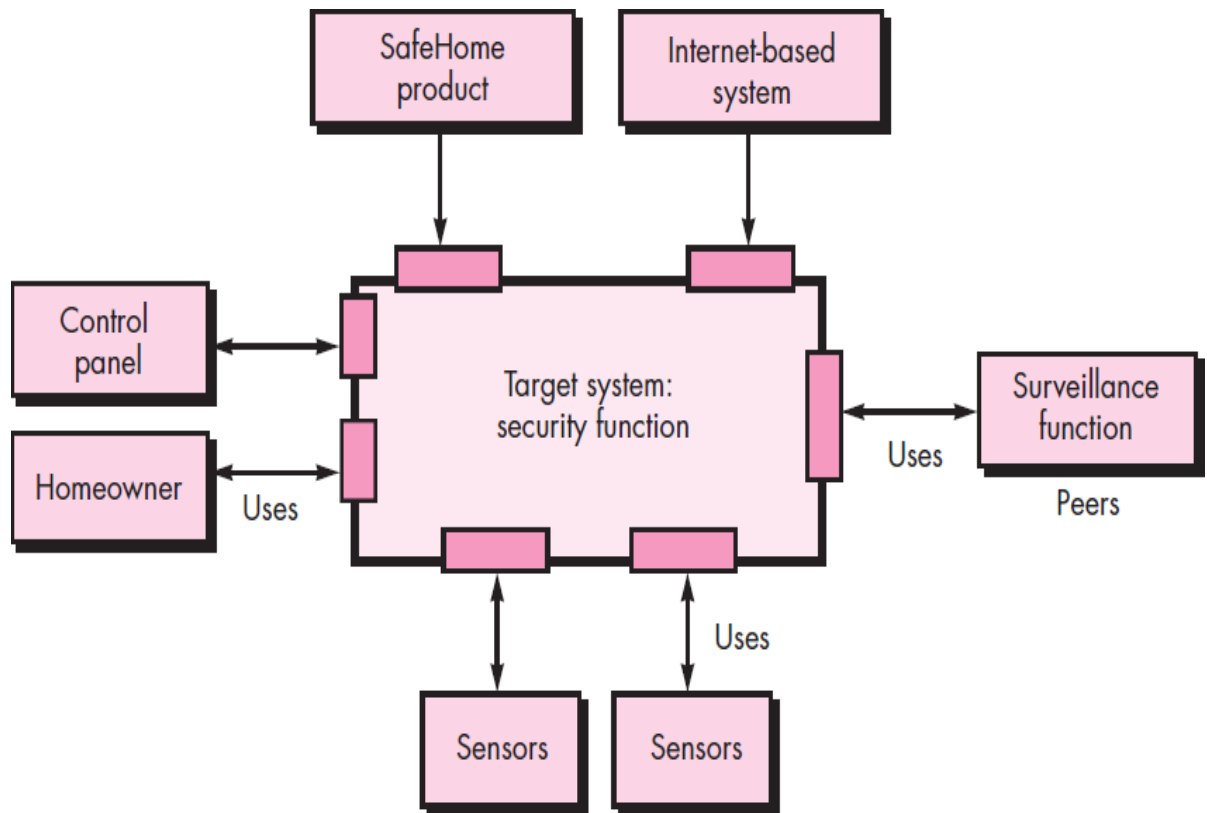 SafeHome
product
Internet-based
system
Control
panel
Target system:
security function
Surveillance
function
Homeowner
Uses
Uses
Peers
Uses
Sensors
Sensors